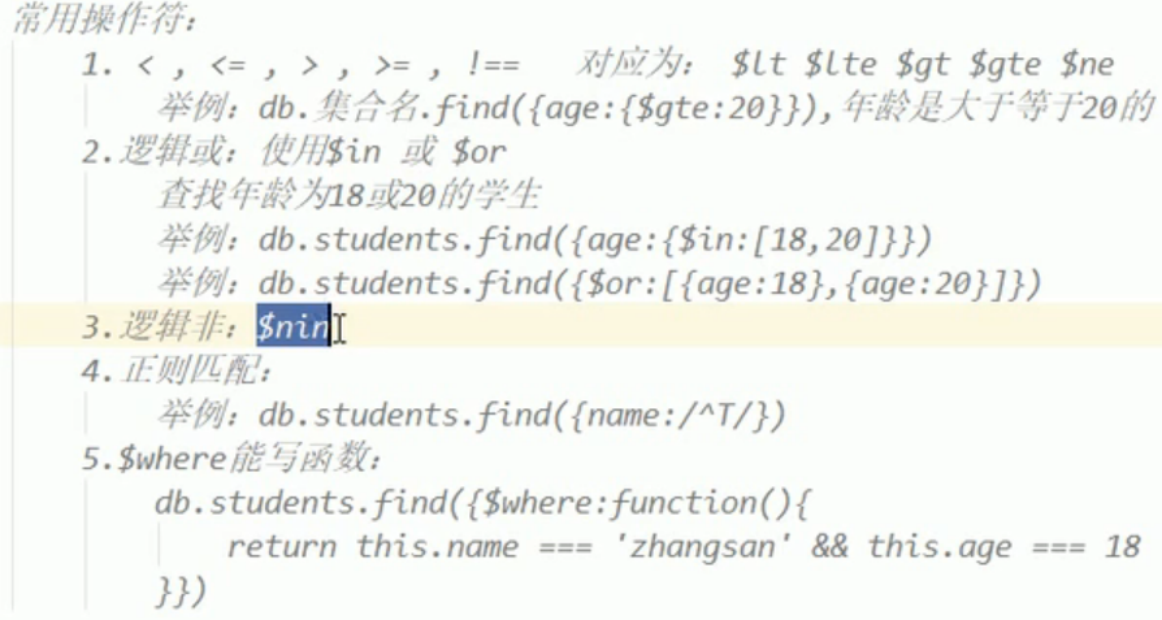 常用操作符：
1. < , <= , > , >= , !==   对应为： $lt $lte $gt $gte $ne
举例：db.集合名.find({age:{$gte:20}}),年龄是大于等于20的
2.逻辑或：使用$in 或 $or
查找年龄为18或20的学生
举例：db.students.find({age:{$in:[18,20]}})
举例：db.students.find({$or:[{age:18},{age:20}]})
3.逻辑非：$nin
4.正则匹配：
举例：db.students.find({name:/^T/})
5.$where能写函数：
db.students.find({$where:function(){
return this.name === 'zhangsan' && this.age === 18
}})